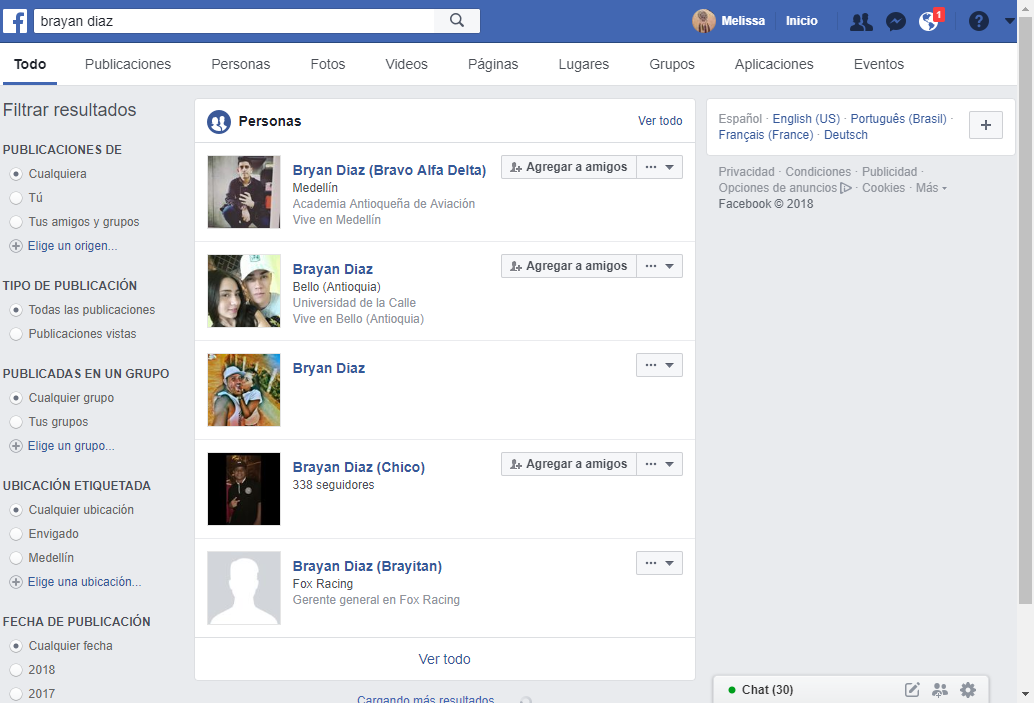 brayan diaz
Melissa
Inicio
1
Todo
Publicaciones
Personas
Fotos
Videos
Páginas
Lugares
Grupos
Aplicaciones
Eventos
Filtrar resultados
PUBLICACIONES DE
Cualquiera
Tú
Tus amigos y grupos
Elige un origen...
TIPO DE PUBLICACIÓN
Todas las publicaciones
Publicaciones vistas
PUBLICADAS EN UN GRUPO
Cualquier grupo
Tus grupos
Elige un grupo...
UBICACIÓN ETIQUETADA
Cualquier ubicación
Envigado
Medellín
Elige una ubicación...
FECHA DE PUBLICACIÓN
Cualquier fecha
2018
2017
Personas
Ver todo
Bryan Diaz (Bravo Alfa Delta)
Agregar a amigos
Medellín
Academia Antioqueña de Aviación
Vive en Medellín
Brayan Diaz
Agregar a amigos
Bello (Antioquia)
Universidad de la Calle
Vive en Bello (Antioquia)
Bryan Diaz
Brayan Diaz (Chico)
Agregar a amigos
338 seguidores
Brayan Diaz (Brayitan)
Fox Racing
Gerente general en Fox Racing
Ver todo
Cargando más resultados
Español · English (US) · Português (Brasil) ·
Français (France) · Deutsch
Privacidad · Condiciones · Publicidad ·
Opciones de anuncios · Cookies · Más
Facebook © 2018
Chat (30)